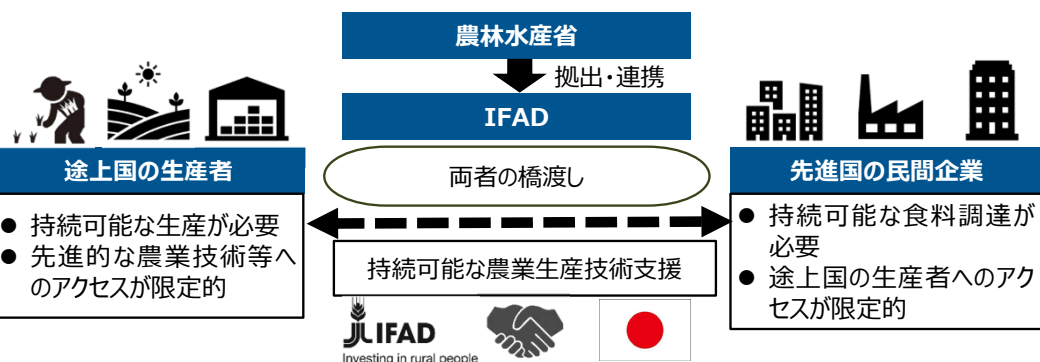 農林水産省
拠出・連携
IFAD
途上国の生産者
両者の橋渡し
先進国の民間企業
● 持続可能な生産が必要
● 先進的な農業技術等へ
のアクセスが限定的
持続可能な農業生産技術支援
● 持続可能な食料調達が
必要
● 途上国の生産者へのアク
セスが限定的
JLIFAD
Investing in rural people